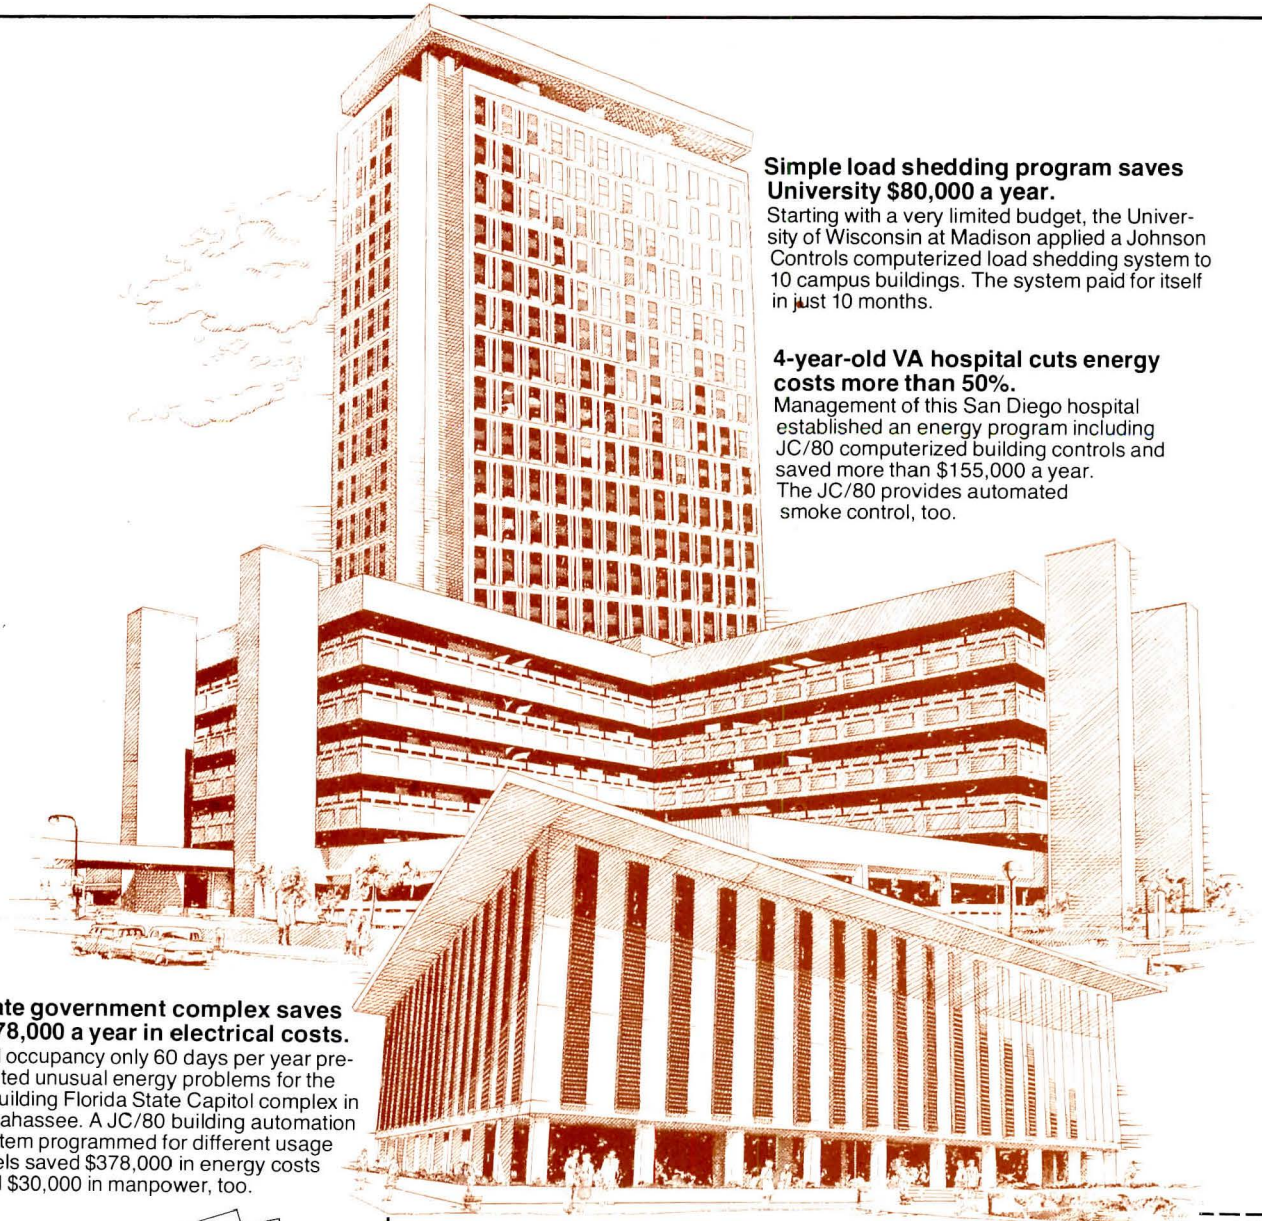 Simple load shedding program saves
University $80,000 a year.
Starting with a very limited budget, the Univer-
sity of Wisconsin at Madison applied a Johnson
Controls computerized load shedding system to
10 campus buildings. The system paid for itself
in just 10 months.
4-year-old VA hospital cuts energy
costs more than 50%.
Management of this San Diego hospital
established an energy program including
JC/80 computerized building controls and
saved more than $155,000 a year.
The JC/80 provides automated
smoke control, too.
government complex saves
78,000 a year in electrical costs.
occupancy only 60 days per year pre-
unusual energy problems for the
Florida State Capitol complex in
A JC/80 building automation
programmed for different usage
saved $378,000 in energy costs
$30,000 in manpower, too.